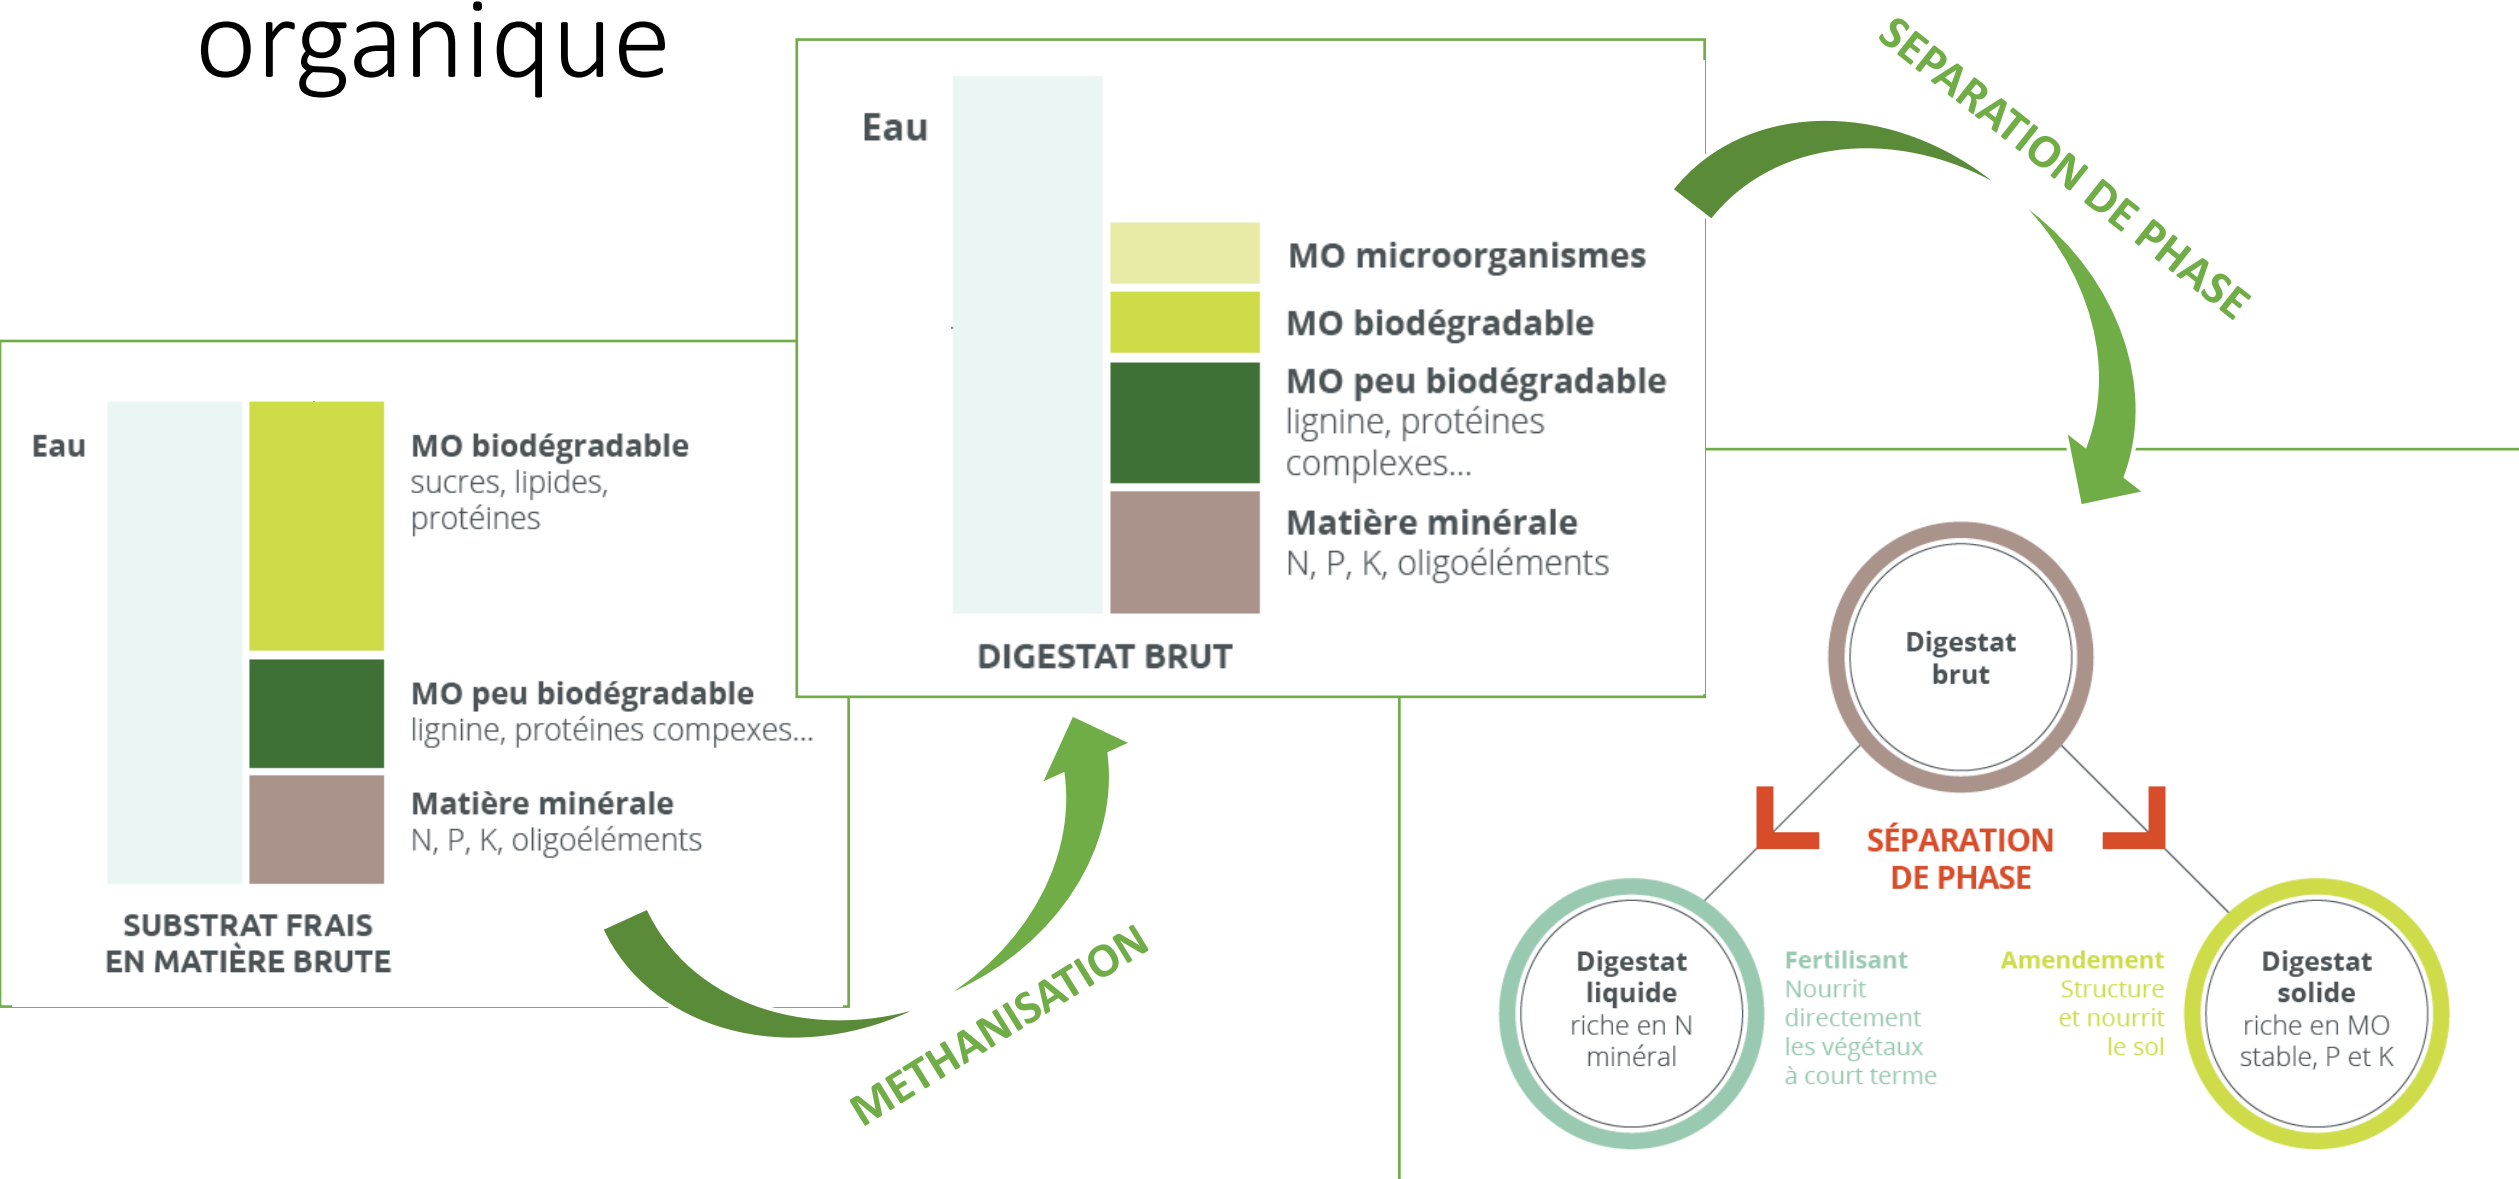 organique
Eau
MO biodégradable
sucres, lipides,
protéines
MO peu biodégradable
lignine, protéines compexes...
Matière minérale
N, P, K, oligoéléments
SUBSTRAT FRAIS
EN MATIÈRE BRUTE
METHANISATION
Eau
MO microorganismes
MO biodégradable
MO peu biodégradable
lignine, protéines
complexes...
Matière minérale
N, P, K, oligoéléments
DIGESTAT BRUT
SEPARATION DE PHASE
Digestat
brut
SÉPARATION
DE PHASE
Digestat
liquide
riche en N
minéral
Fertilisant
Nourrit
directement
les végétaux
à court terme
Amendement
Structure
et nourrit
le sol
Digestat
solide
riche en MO
stable, P et K